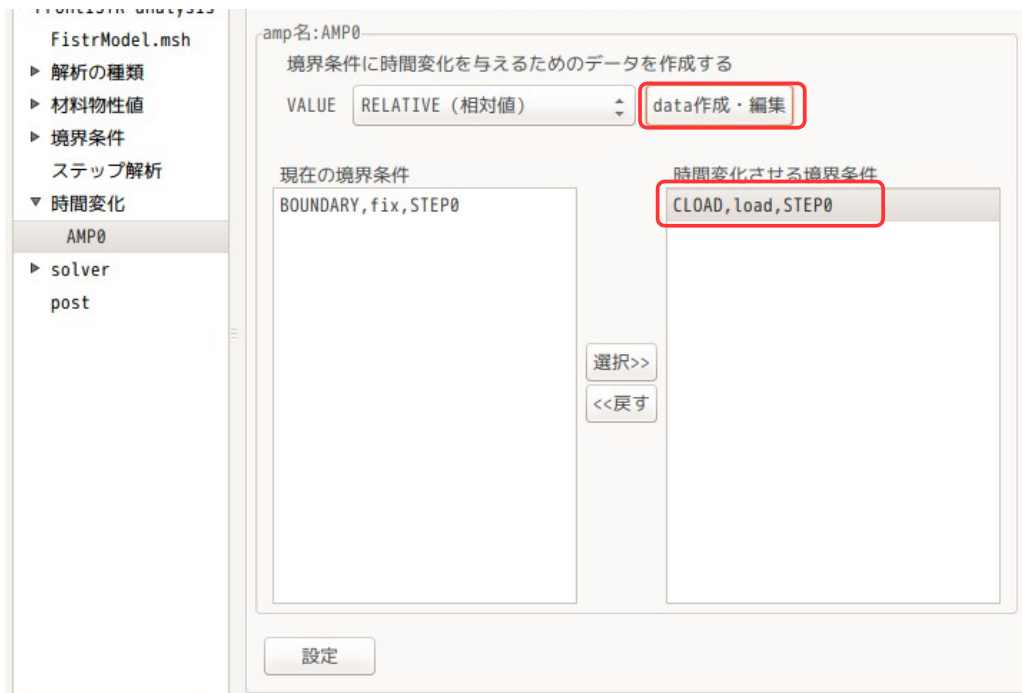 FrontISTR analysis
FistrModel.msh
解析の種類
材料物性値
境界条件
ステップ解析
時間変化
AMP0
solver
post
amp名:AMP0
境界条件に時間変化を与えるためのデータを作成する
VALUE RELATIVE (相対値) data作成・編集
現在の境界条件
BOUNDARY,fix,STEP0
選択>>
<<戻す
時間変化させる境界条件
CLOAD,load,STEP0
設定